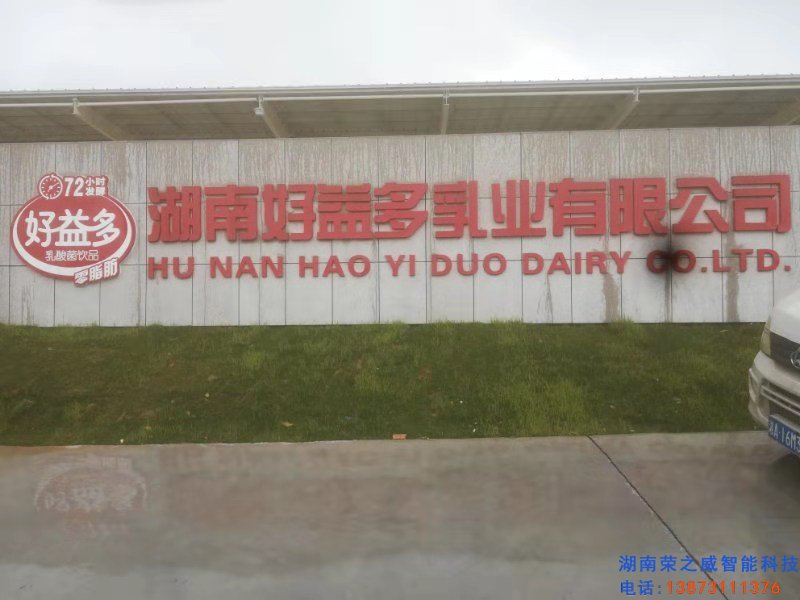 72小时发酵
好益多
乳酸菌饮品
零脂肪
湖南好益多乳业有限公司
HU NAN HAO YI DUO DAIRY CO.LTD.
A·16M
湖南荣之威智能科技
电话:13973111376